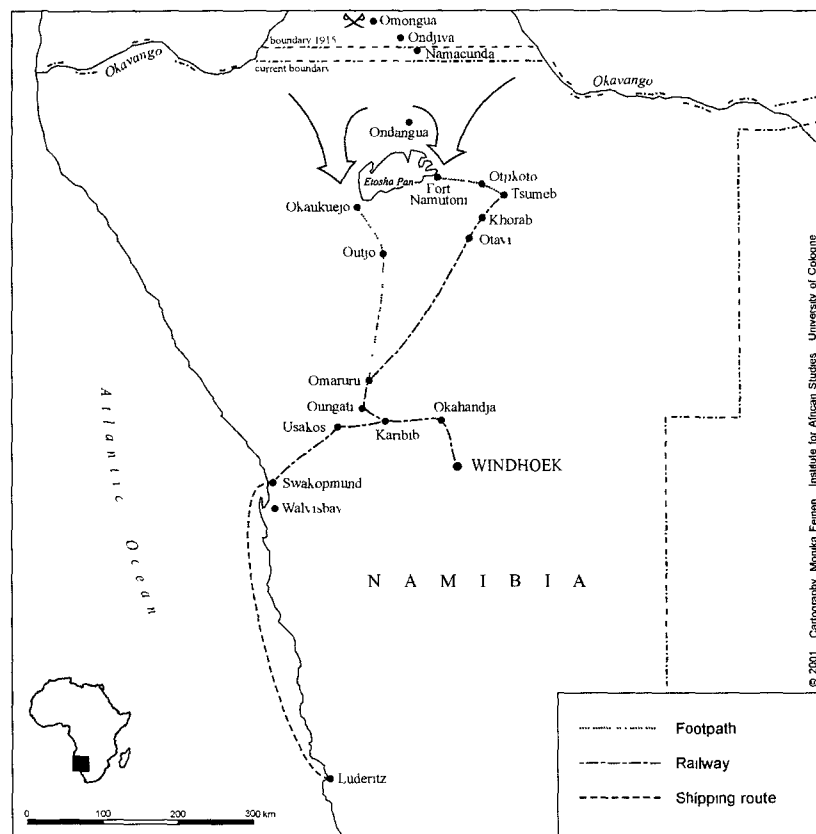 Omongua
boundary 1915
Ondjiva
Namacunda
Okavango
current boundary
Okavango
Ondangua
Etosha Pan
Fort
Namutoni
Otjikoto
Tsumeb
Okaukuejo
Khorab
Otavi
Outjo
Omaruru
Oungati
Okahandja
Usakos
Karibib
WINDHOEK
Swakopmund
Walvisbay
Atlantic Ocean
NAMIBIA
Luderitz
0 100 200 300 km
Footpath
Railway
Shipping route
© 2001 Cartography Monika Feinen Institute for African Studies University of Cologne